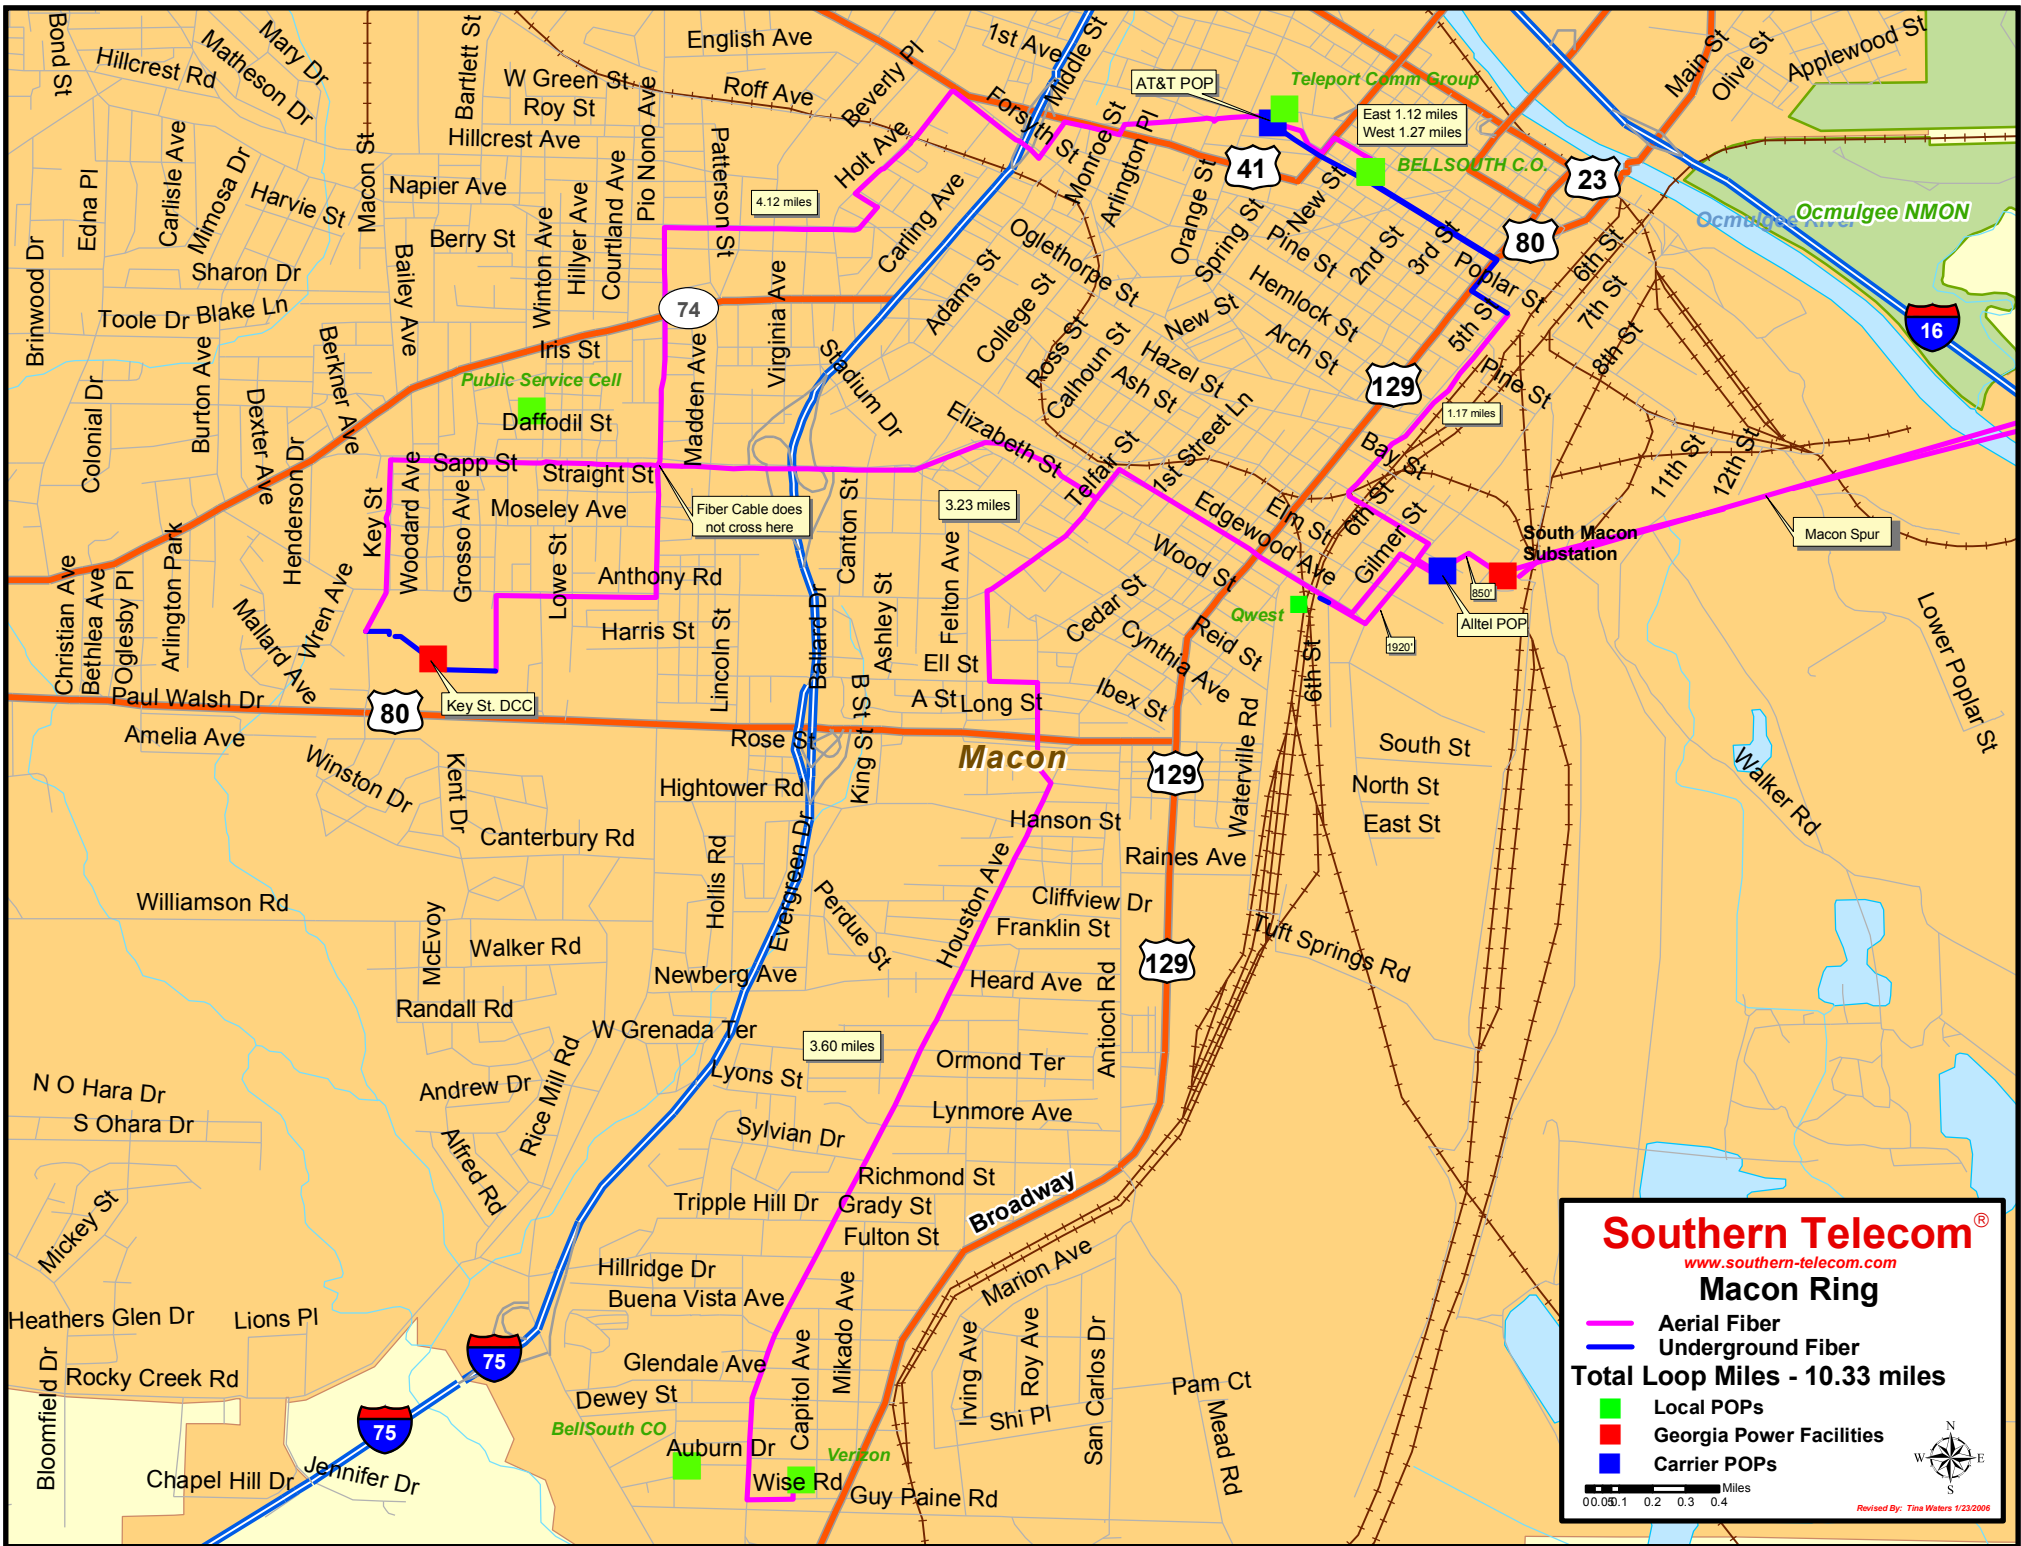 Bond St
Hillcrest Rd
Matheson Dr
Mary Dr
Macon St
Bartlett St
W Green St
Roy St
Hillcrest Ave
Pio Nono Ave
English Ave
Roff Ave
Beverly Pl
1st Ave
Middle St
Forsyth St
Holt Ave
AT&T POP
Teleport Comm Group
East 1.12 miles
West 1.27 miles
BELLSOUTH C.O.
Main St
Olive St
Applewood St
41
23
80
Ocmulgee River
Ocmulgee NMON
16
Edna Pl
Carlisle Ave
Mimosa Dr
Harvie St
Napier Ave
Berry St
Winton Ave
Hillyer Ave
Courtland Ave
Patterson St
4.12 miles
Carling Ave
Monroe St
Arlington Pl
Orange St
Spring St
New St
Pine St
2nd St
3rd St
Poplar St
6th St
7th St
8th St
Brinwood Dr
Sharon Dr
Toole Dr
Blake Ln
Bailey Ave
Berkner Ave
Iris St
74
Virginia Ave
Madden Ave
Stadium Dr
Adams St
College St
Oglethorpe St
Ross St
Calhoun St
New St
Hazel St
Ash St
Hemlock St
Arch St
129
5th St
Pine St
1.17 miles
Public Service Cell
Daffodil St
Colonial Dr
Burton Ave
Dexter Ave
Henderson Dr
Key St
Woodard Ave
Sapp St
Grosso Ave
Straight St
Moseley Ave
Lowe St
Anthony Rd
Harris St
Fiber Cable does
not cross here
Elizabeth St
Telfair St
1st Street Ln
Bay St
6th St
Gilmer St
Elm St
Edgewood Ave
Wood St
3.23 miles
11th St
12th St
South Macon
Substation
Macon Spur
850'
Alltel POP
1920'
Qwest
6th St
Christian Ave
Bethlea Ave
Oglesby Pl
Arlington Park
Mallard Ave
Wren Ave
Key St. DCC
Lincoln St
Ballard Dr
Canton St
Ashley St
Felton Ave
Ell St
A St
Long St
B St
King St
Cedar St
Cynthia Ave
Reid St
Ibex St
Waterville Rd
Lower Poplar St
Walker Rd
Paul Walsh Dr
80
Amelia Ave
Winston Dr
Kent Dr
Canterbury Rd
Rose St
Hightower Rd
Hollis Rd
Evergreen Dr
Macon
129
South St
North St
East St
Hanson St
Raines Ave
Cliffview Dr
Franklin St
Houston Ave
Perdue St
Tuft Springs Rd
129
Williamson Rd
McEvoy
Walker Rd
Randall Rd
Newberg Ave
Heard Ave
Antioch Rd
W Grenada Ter
3.60 miles
Ormond Ter
Lyons St
Lynmore Ave
N O Hara Dr
S Ohara Dr
Andrew Dr
Rice Mill Rd
Alfred Rd
Sylvian Dr
Richmond St
Tripple Hill Dr
Grady St
Fulton St
Broadway
Marion Ave
Mickey St
Hillridge Dr
Buena Vista Ave
Mikado Ave
Capitol Ave
Heathers Glen Dr
Lions Pl
Bloomfield Dr
Rocky Creek Rd
75
75
Glendale Ave
Dewey St
BellSouth CO
Auburn Dr
Verizon
Wise Rd
Guy Paine Rd
Irving Ave
Roy Ave
Shi Pl
San Carlos Dr
Pam Ct
Mead Rd
Chapel Hill Dr
Jennifer Dr
Southern Telecom®
www.southern-telecom.com
Macon Ring
Aerial Fiber
Underground Fiber
Total Loop Miles - 10.33 miles
Local POPs
Georgia Power Facilities
Carrier POPs
N
W
E
S
Miles
0 0.05 0.1 0.2 0.3 0.4
Revised By: Tina Waters 1/23/2006